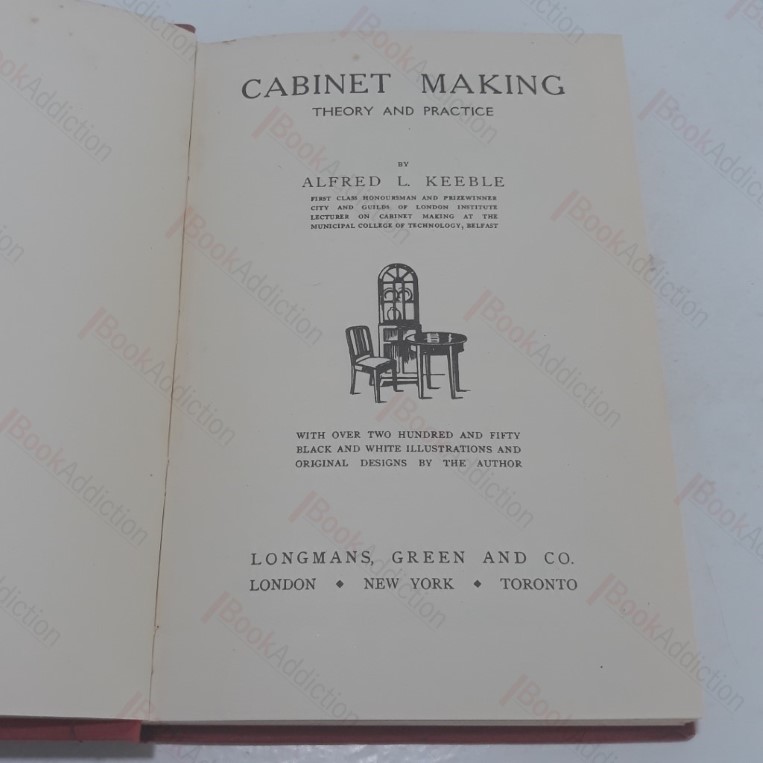 CABINET MAKING
THEORY AND PRACTICE
BY
ALFRED L. KEEBLE
FIRST CLASS HONOURSMAN AND PRIZEWINNER
CITY AND GUILDS OF LONDON INSTITUTE
LECTURER ON CABINET MAKING AT THE
MUNICIPAL COLLEGE OF TECHNOLOGY, BELFAST
WITH OVER TWO HUNDRED AND FIFTY
BLACK AND WHITE ILLUSTRATIONS AND
ORIGINAL DESIGNS BY THE AUTHOR
LONGMANS, GREEN AND CO.
LONDON ◆ NEW YORK ◆ TORONTO
BookAddiction